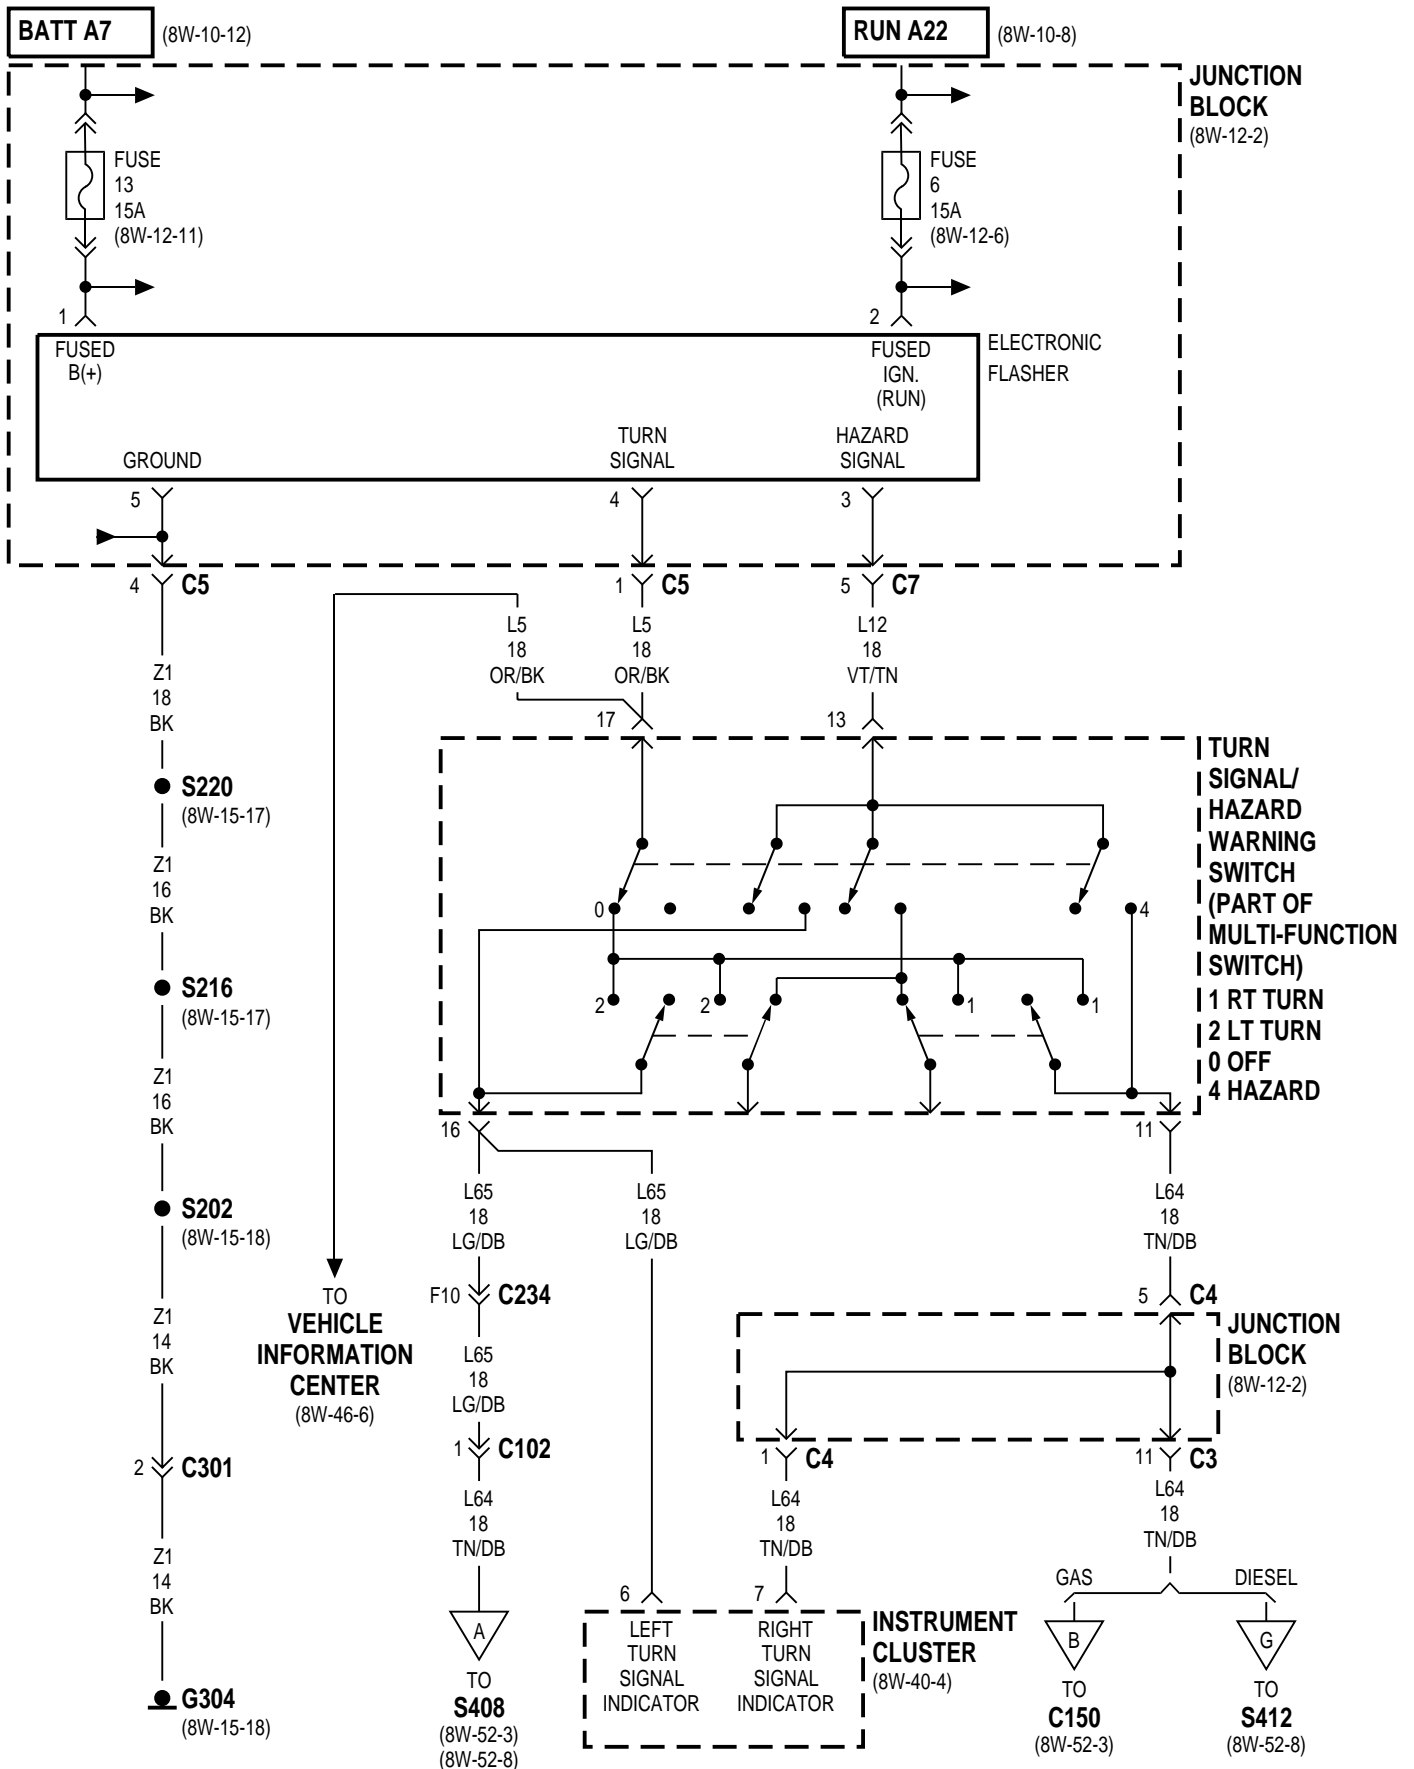 BATT A7
(8W-10-12)
RUN A22
(8W-10-8)
JUNCTION
BLOCK
(8W-12-2)
FUSE
13
15A
(8W-12-11)
FUSE
6
15A
(8W-12-6)
1
2
FUSED
B(+)
FUSED
IGN.
(RUN)
ELECTRONIC
FLASHER
GROUND
TURN
SIGNAL
HAZARD
SIGNAL
5
4
3
4
C5
1
C5
5
C7
L5
18
OR/BK
L5
18
OR/BK
L12
18
VT/TN
Z1
18
BK
17
13
TURN
SIGNAL/
HAZARD
WARNING
SWITCH
(PART OF
MULTI-FUNCTION
SWITCH)
1 RT TURN
2 LT TURN
0 OFF
4 HAZARD
S220
(8W-15-17)
Z1
16
BK
0
4
2
2
1
1
S216
(8W-15-17)
Z1
16
BK
16
11
S202
(8W-15-18)
L65
18
LG/DB
L65
18
LG/DB
L64
18
TN/DB
TO
VEHICLE
INFORMATION
CENTER
(8W-46-6)
F10
C234
5
C4
Z1
14
BK
L65
18
LG/DB
JUNCTION
BLOCK
(8W-12-2)
2
C301
1
C102
1
C4
11
C3
L64
18
TN/DB
L64
18
TN/DB
L64
18
TN/DB
Z1
14
BK
GAS
DIESEL
6
7
A
B
G
LEFT
TURN
SIGNAL
INDICATOR
RIGHT
TURN
SIGNAL
INDICATOR
INSTRUMENT
CLUSTER
(8W-40-4)
G304
(8W-15-18)
TO
S408
(8W-52-3)
(8W-52-8)
TO
C150
(8W-52-3)
TO
S412
(8W-52-8)